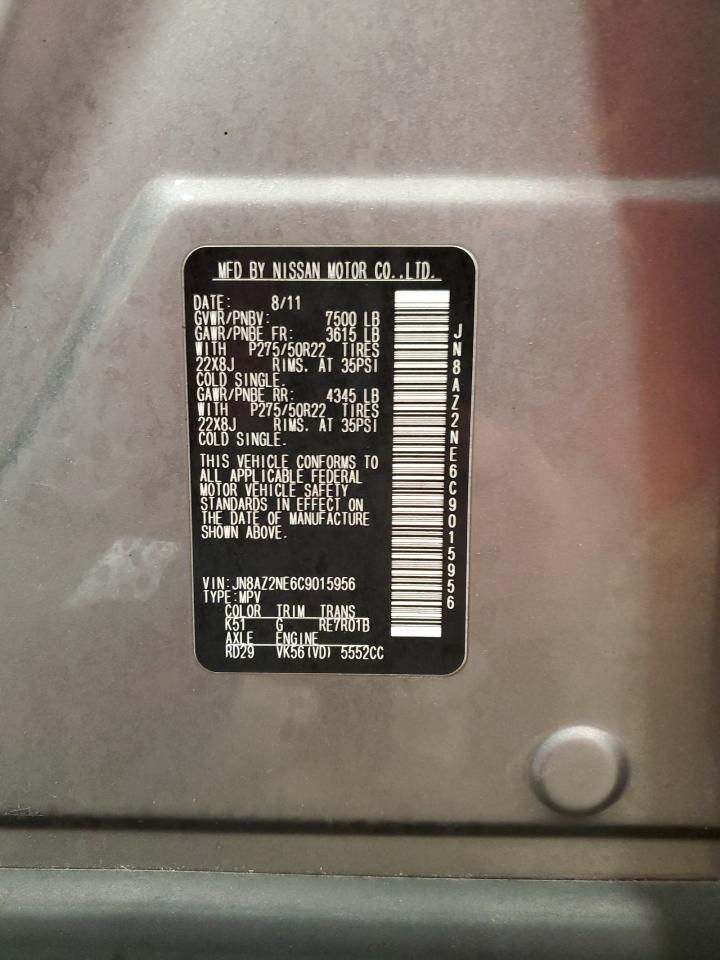 MFD BY NISSAN MOTOR CO.,LTD.
DATE: 8/11
GVWR/PNBV: 7500 LB
GAWR/PNBE FR: 3615 LB
WITH P275/50R22 TIRES
22X8J RIMS. AT 35PSI
COLD SINGLE.
GAWR/PNBE RR: 4345 LB
WITH P275/50R22 TIRES
22X8J RIMS. AT 35PSI
COLD SINGLE.
THIS VEHICLE CONFORMS TO
ALL APPLICABLE FEDERAL
MOTOR VEHICLE SAFETY
STANDARDS IN EFFECT ON
THE DATE OF MANUFACTURE
SHOWN ABOVE.
VIN:JN8AZ2NE6C9015956
TYPE:MPV
COLOR TRIM TRANS
K51 G RE7R01B
AXLE ENGINE
RD29 VK56(VD) 5552CC
JN8AZ2NE6C9015956